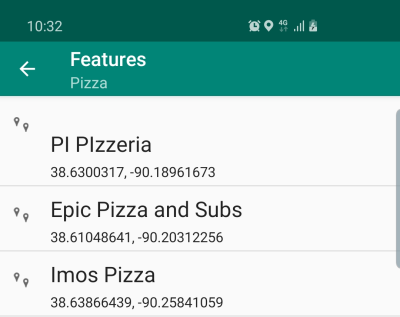 10:32
4G
Features
Pizza
PI PIzzeria
38.6300317, -90.18961673
Epic Pizza and Subs
38.61048641, -90.20312256
Imos Pizza
38.63866439, -90.25841059